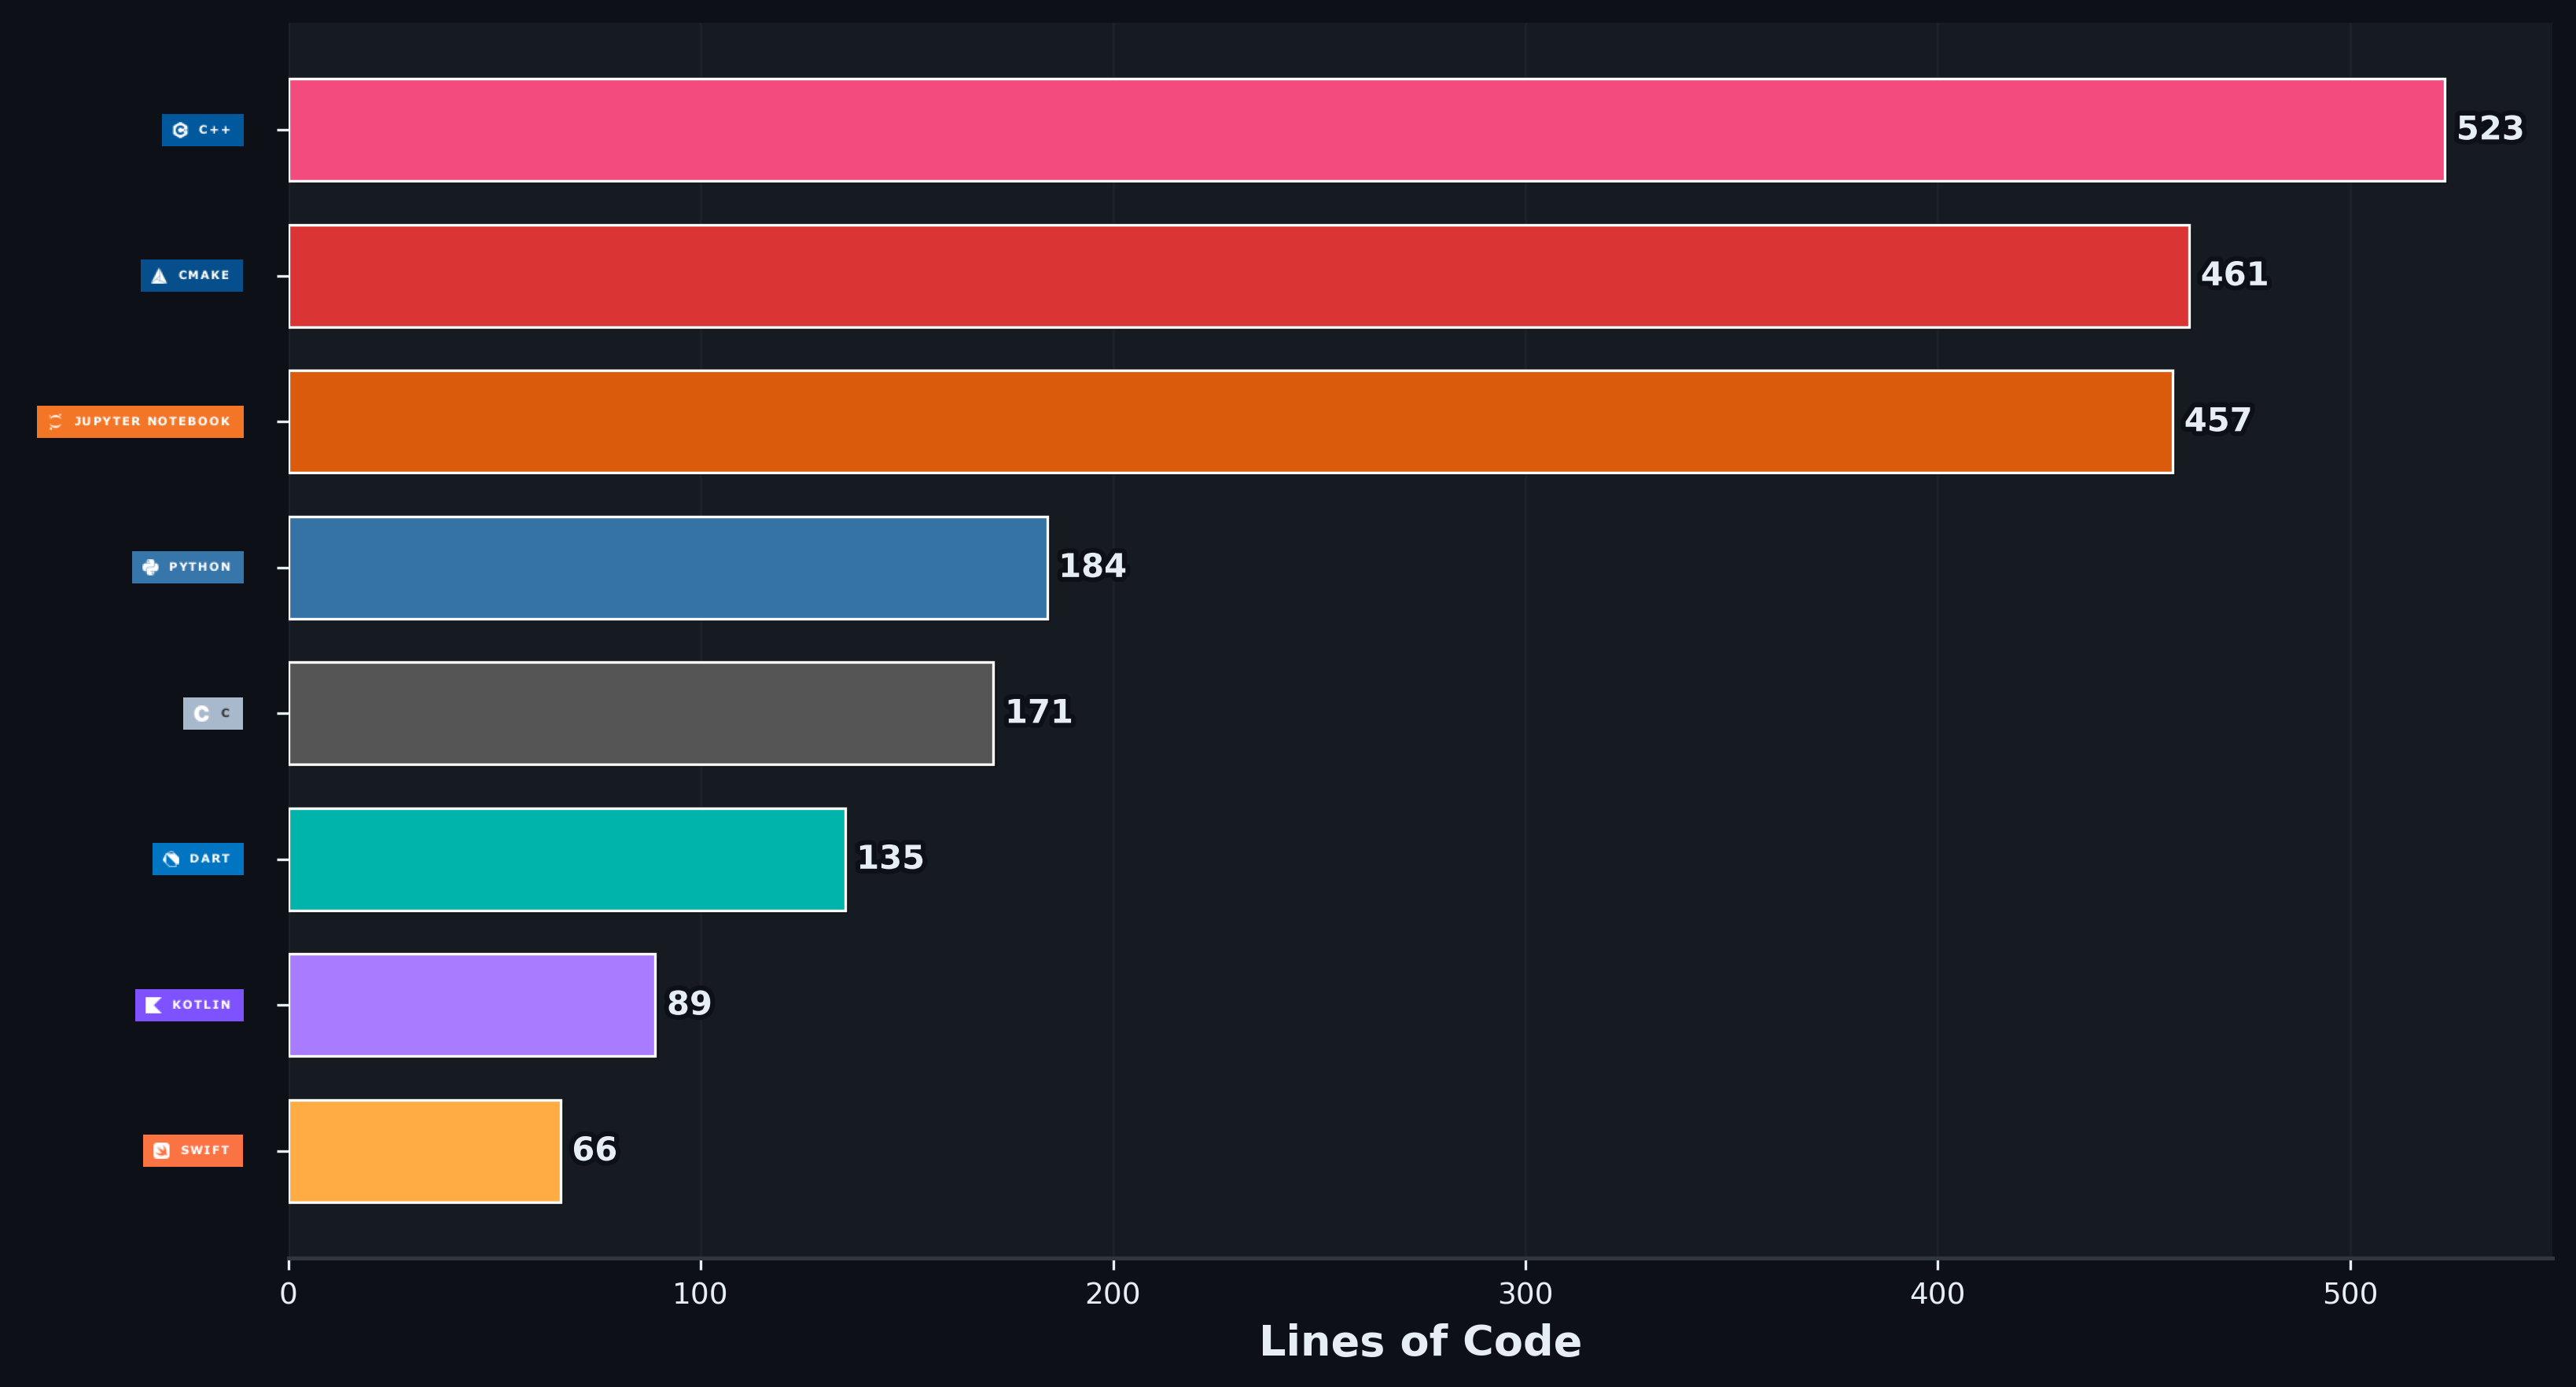 C++ 523
CMAKE 461
JUPYTER NOTEBOOK 457
PYTHON 184
C C 171
DART 135
KOTLIN 89
SWIFT 66
0 100 200 300 400 500
Lines of Code